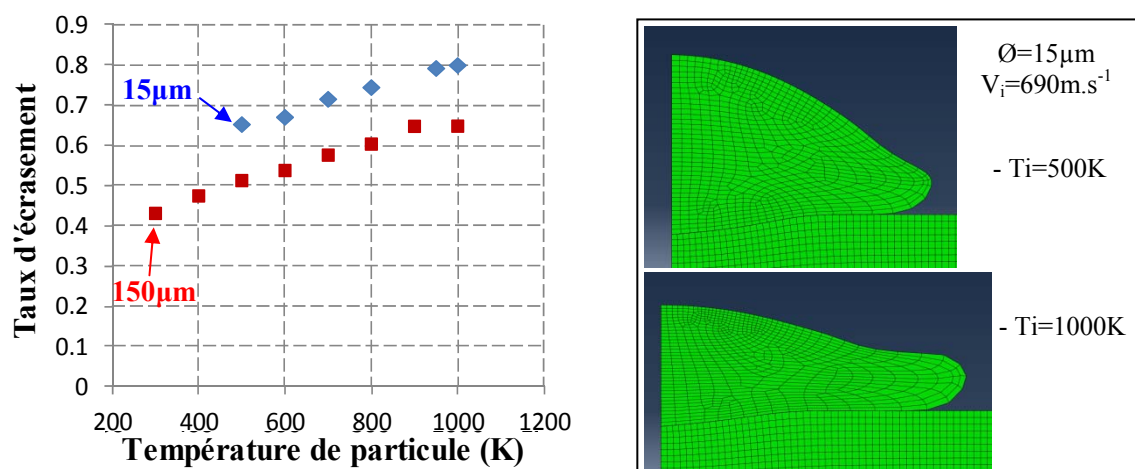 0.9
0.8
0.7
0.6
0.5
0.4
0.3
0.2
0.1
0
Taux d'écrasement
15µm
150µm
200 400 600 800 1000 1200
Température de particule (K)
Ø=15µm
Vᵢ=690m.s⁻¹
- Ti=500K
- Ti=1000K